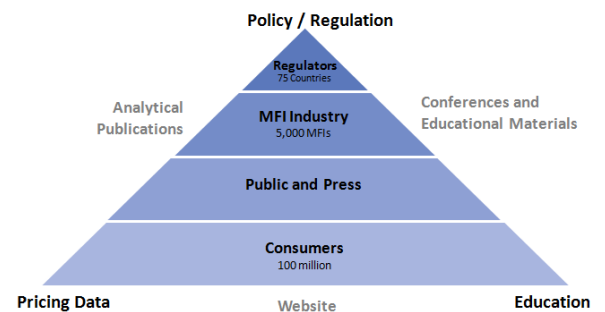 Policy / Regulation
Regulators
75 Countries
Analytical
Publications
Conferences and
Educational Materials
MFI Industry
5,000 MFIs
Public and Press
Consumers
100 million
Pricing Data
Website
Education